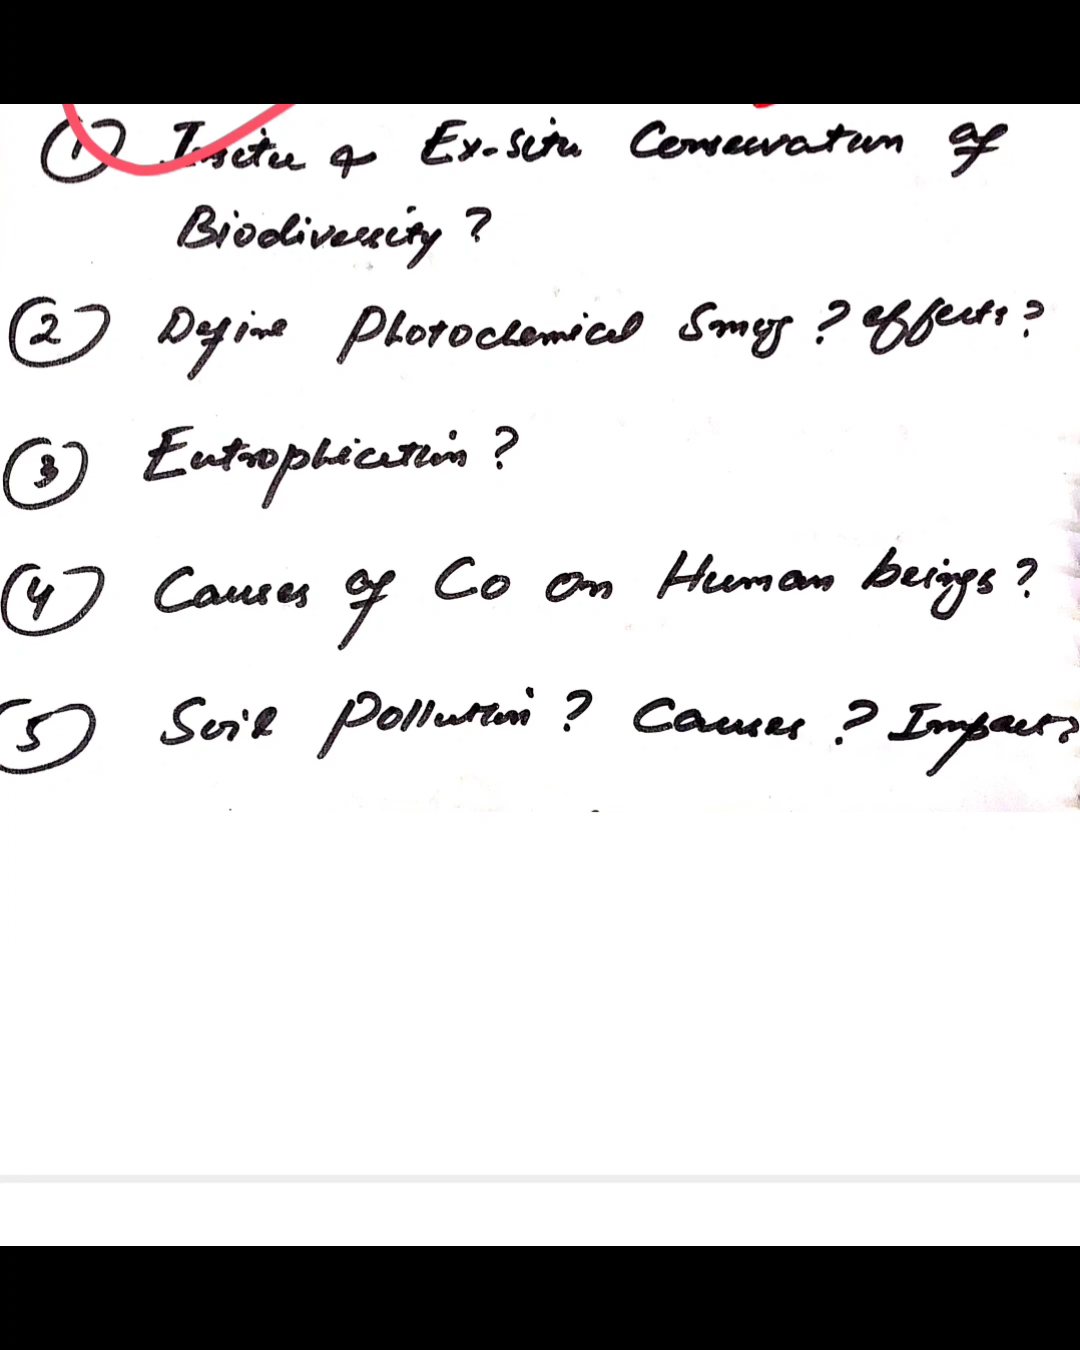 ① Insitu & Ex-situ Conservation of
Biodiversity ?
② Define Photochemical Smog ? effects ?
③ Eutrophication ?
④ Causes of Co on Human beings ?
⑤ Soil Pollution ? Causes ? Impact ?